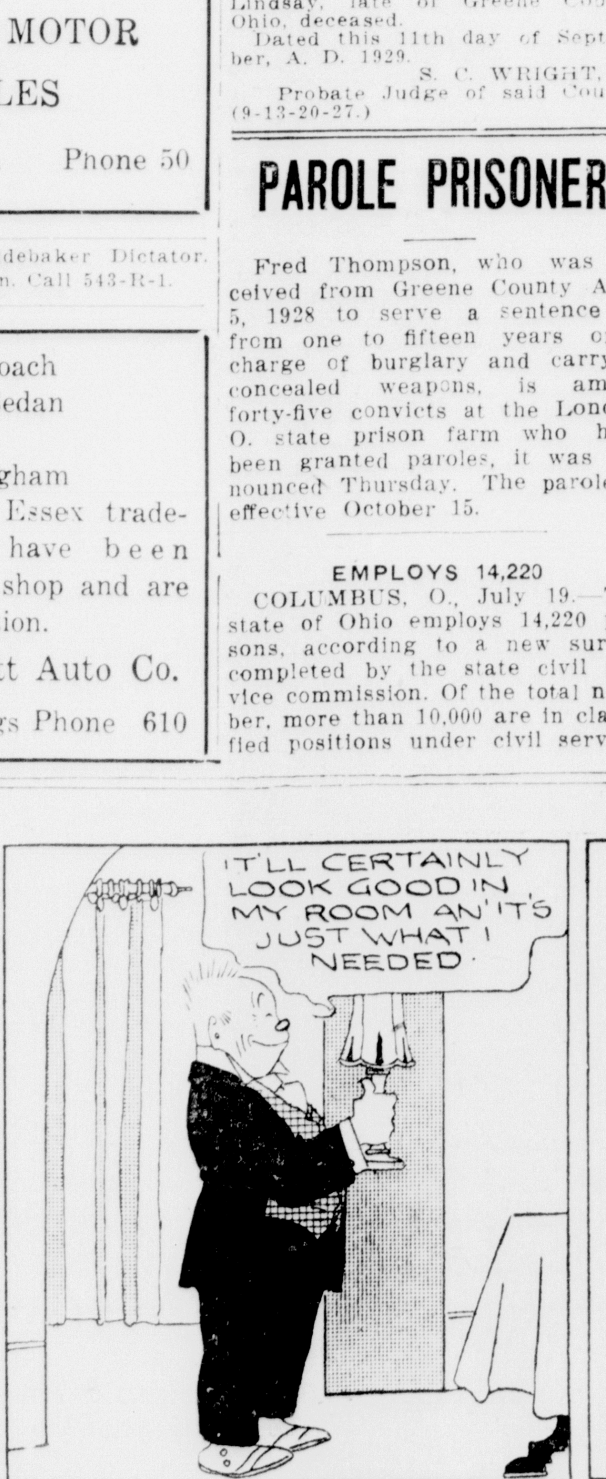 MOTOR
LES
Phone 50
debaker Dictator.
n. Call 543-R-1.
oach
edan
gham
Essex trade-
have been
shop and are
ion.
tt Auto Co.
gs Phone 610
Lindsay, late of Greene Cou
Ohio, deceased.
Dated this 11th day of Sept
ber, A. D. 1929.
S. C. WRIGHT,
Probate Judge of said Cou
(9-13-20-27.)
PAROLE PRISONER
Fred Thompson, who was
ceived from Greene County A
5, 1928 to serve a sentence
from one to fifteen years o
charge of burglary and carry
concealed weapons, is am
forty-five convicts at the Lond
O. state prison farm who h
been granted paroles, it was
nounced Thursday. The parole
effective October 15.
EMPLOYS 14,220
COLUMBUS, O., July 19.—T
state of Ohio employs 14,220
sons, according to a new sur
completed by the state civil
vice commission. Of the total n
ber, more than 10,000 are in cla
fied positions under civil serv
IT'LL CERTAINLY
LOOK GOOD IN
MY ROOM AN' IT'S
JUST WHAT I
NEEDED.